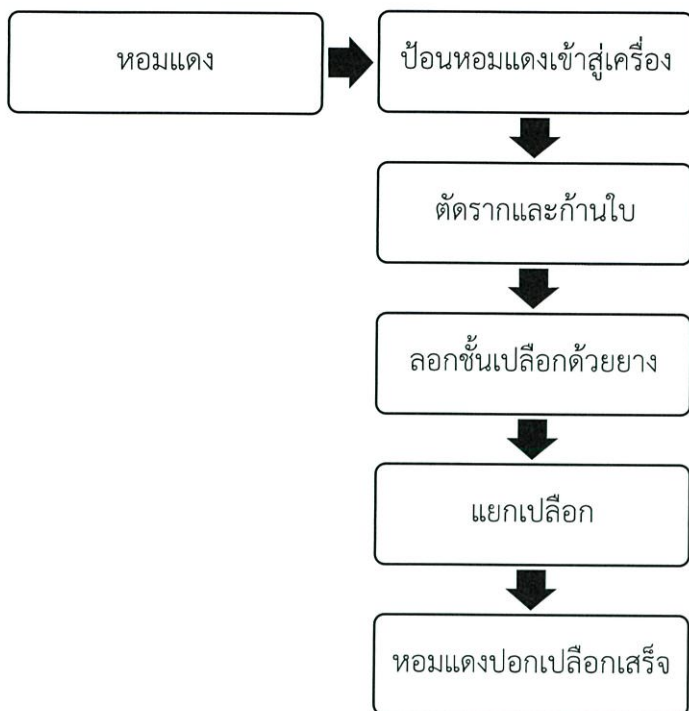 หอมแดง
ป้อนหอมแดงเข้าสู่เครื่อง
ตัดรากและก้านใบ
ลอกชั้นเปลือกด้วยยาง
แยกเปลือก
หอมแดงปอกเปลือกเสร็จ